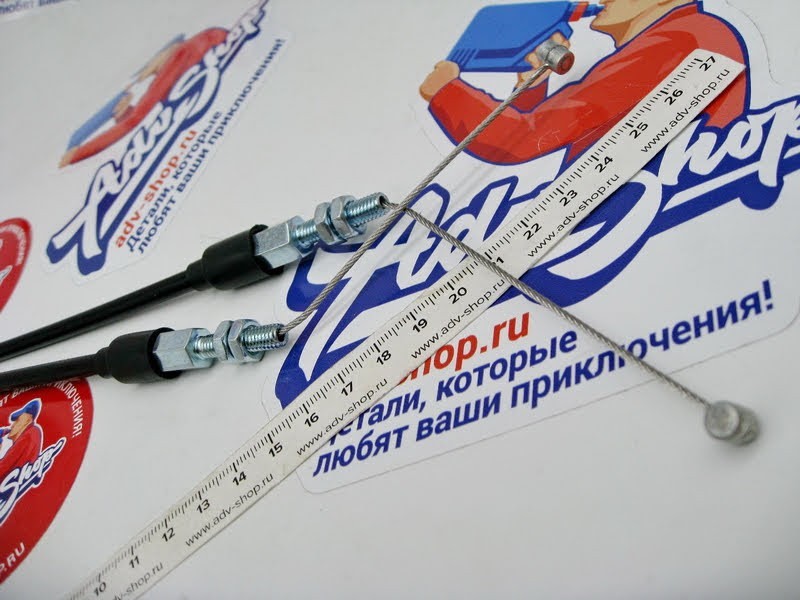 любят ваши
Adv-Shop
adv-shop.ru
Детали, которые
любят ваши приключения!
Adv-Shop
shop.ru
детали, которые
любят ваши приключения!
10 11 12 13 14 15 16 17 18 19 20 21 22 23 24 25 26 27
www.adv-shop.ru www.adv-shop.ru www.adv-shop.ru www.adv-shop.ru www.adv-shop.ru
Shop
.RU